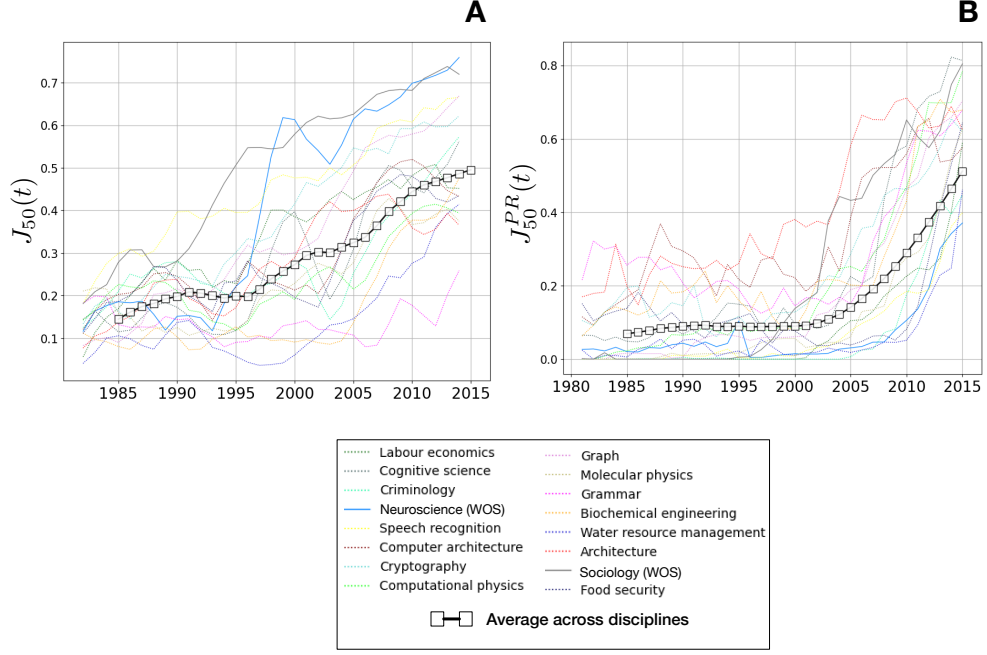 A
B
J_50(t)
0.7
0.6
0.5
0.4
0.3
0.2
0.1
1985 1990 1995 2000 2005 2010 2015
J_50^PR(t)
0.8
0.6
0.4
0.2
0.0
1980 1985 1990 1995 2000 2005 2010 2015
Labour economics
Cognitive science
Criminology
Neuroscience (WOS)
Speech recognition
Computer architecture
Cryptography
Computational physics
Graph
Molecular physics
Grammar
Biochemical engineering
Water resource management
Architecture
Sociology (WOS)
Food security
Average across disciplines